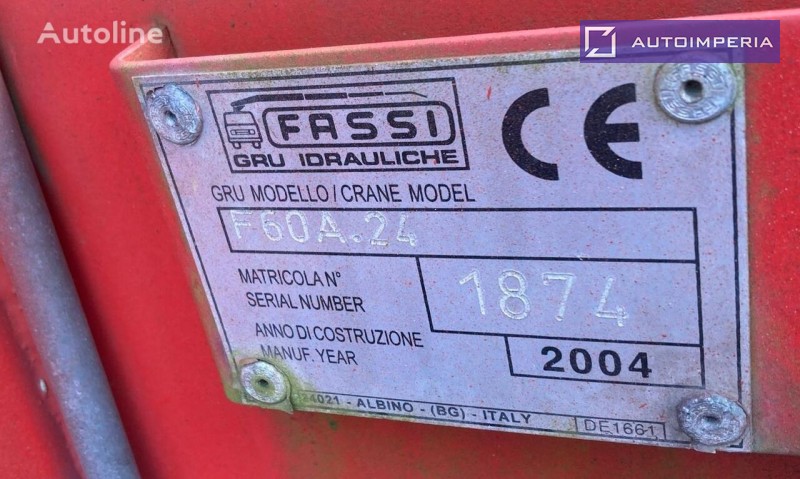 Autoline
AUTOIMPERIA
FASSI
GRU IDRAULICHE
CE
GRU MODELLO/CRANE MODEL
F60A.24
MATRICOLA N°
SERIAL NUMBER
1874
ANNO DI COSTRUZIONE
MANUF. YEAR
2004
24021 - ALBINO - (BG) - ITALY
DE1661